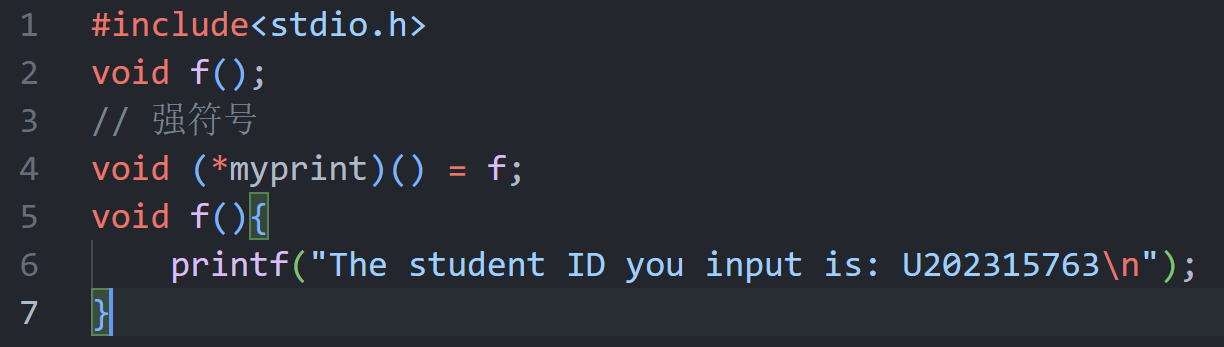 1 #include<stdio.h>
2 void f();
3 // 强符号
4 void (*myprint)() = f;
5 void f(){
6     printf("The student ID you input is: U202315763\n");
7 }